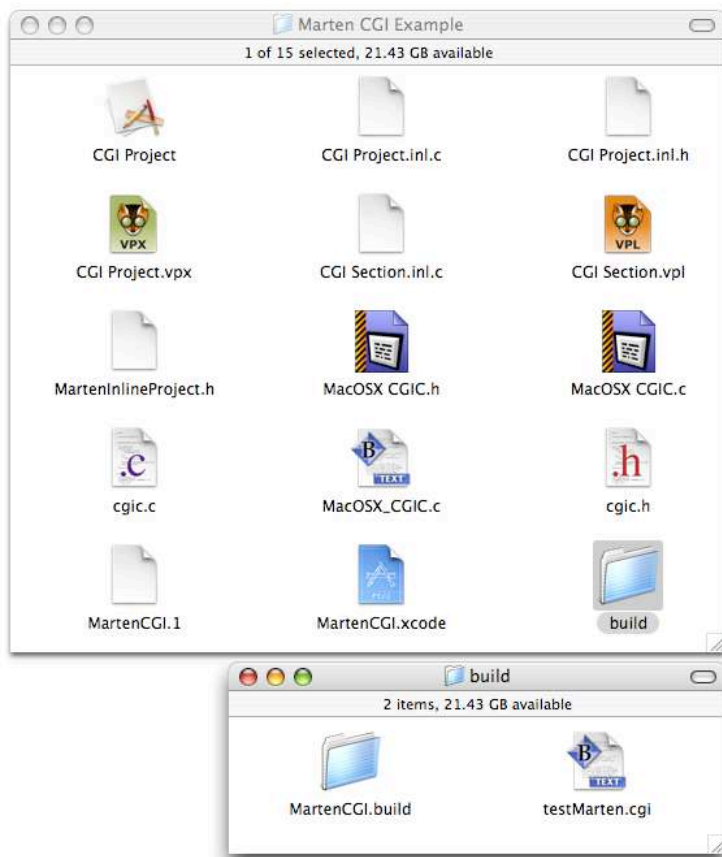 Marten CGI Example
1 of 15 selected, 21.43 GB available
CGI Project
CGI Project.inl.c
CGI Project.inl.h
VPX
VPL
CGI Project.vpx
CGI Section.inl.c
CGI Section.vpl
MartenInlineProject.h
MacOSX CGIC.h
MacOSX CGIC.c
.c
B
TEXT
.h
cgic.c
MacOSX_CGIC.c
cgic.h
MartenCGI.1
MartenCGI.xcode
build
build
2 items, 21.43 GB available
B
TEXT
MartenCGI.build
testMarten.cgi